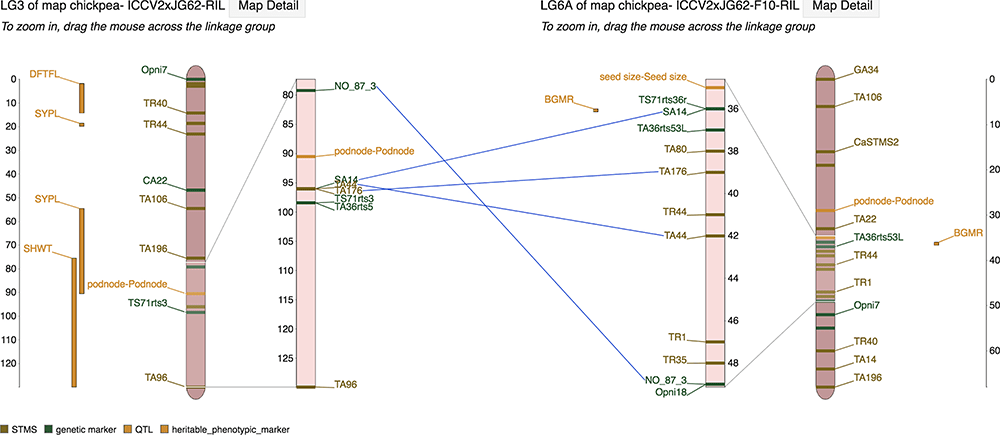 LG3 of map chickpea- ICCV2xJG62-RIL Map Detail
To zoom in, drag the mouse across the linkage group
LG6A of map chickpea- ICCV2xJG62-F10-RIL Map Detail
To zoom in, drag the mouse across the linkage group
0
10
20
30
40
50
60
70
80
90
100
110
120
DFTFL
SYPL
SYPL
SHWT
Opni7
TR40
TR44
CA22
TA106
TA196
podnode-Podnode
TS71rts3
TA96
80
90
95
100
105
110
115
120
125
NO_87_3
podnode-Podnode
SA14
TA44
TA176
TS71rts3
TA36rts5
TA96
BGMR
seed size-Seed size
TS71rts36r
SA14
TA36rts53L
TA80
TA176
TR44
TA44
TR1
TR35
NO_87_3
Opni18
36
38
40
42
44
46
48
GA34
TA106
CaSTMS2
podnode-Podnode
TA22
TA36rts53L
TR44
TR1
Opni7
TR40
TA14
TA196
BGMR
0
10
20
30
40
50
60
STMS genetic marker QTL heritable_phenotypic_marker